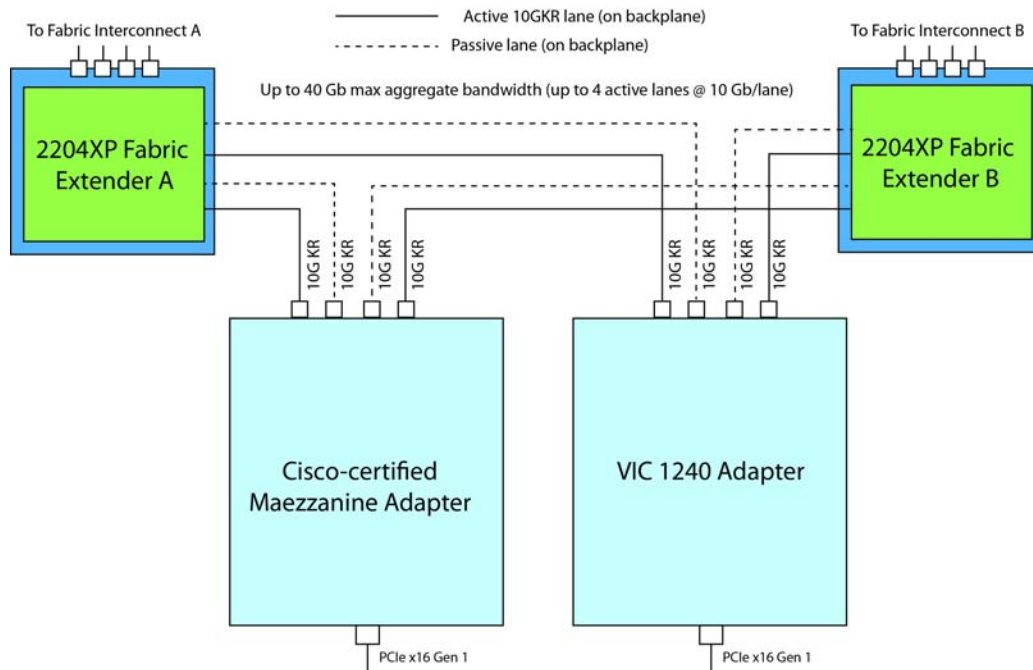 Active 10GKR lane (on backplane)
To Fabric Interconnect A
Passive lane (on backplane)
To Fabric Interconnect B
Up to 40 Gb max aggregate bandwidth (up to 4 active lanes @ 10 Gb/lane)
2204XP Fabric
Extender A
2204XP Fabric
Extender B
10G KR
10G KR
10G KR
10G KR
10G KR
10G KR
10G KR
10G KR
Cisco-certified
Maezzanine Adapter
VIC 1240 Adapter
PCIe x16 Gen 1
PCIe x16 Gen 1